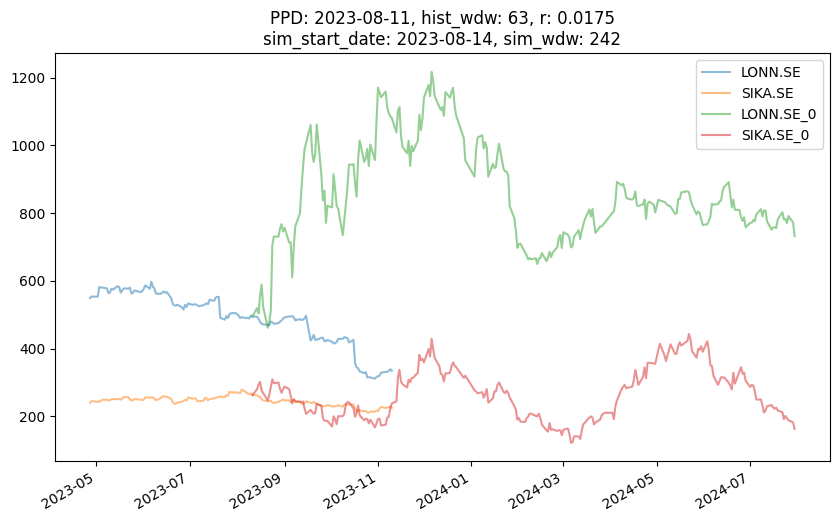 PPD: 2023-08-11, hist_wdw: 63, r: 0.0175
sim_start_date: 2023-08-14, sim_wdw: 242
LONN.SE
SIKA.SE
LONN.SE_0
SIKA.SE_0
1200
1000
800
600
400
200
2023-05
2023-07
2023-09
2023-11
2024-01
2024-03
2024-05
2024-07